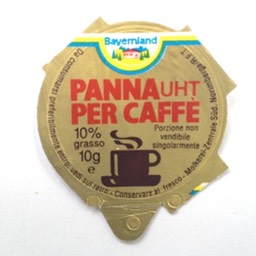 Bayernland
PANNA UHT
PER CAFFÈ
10%
grasso
10g
e
Porzione non
vendibile
singolarmente
Da consumarsi preferibilmente entro: vedi sul retro - Conservare al fresco - Molkerei-Zentrale Süd, Nürnberg/a.R.F.T.